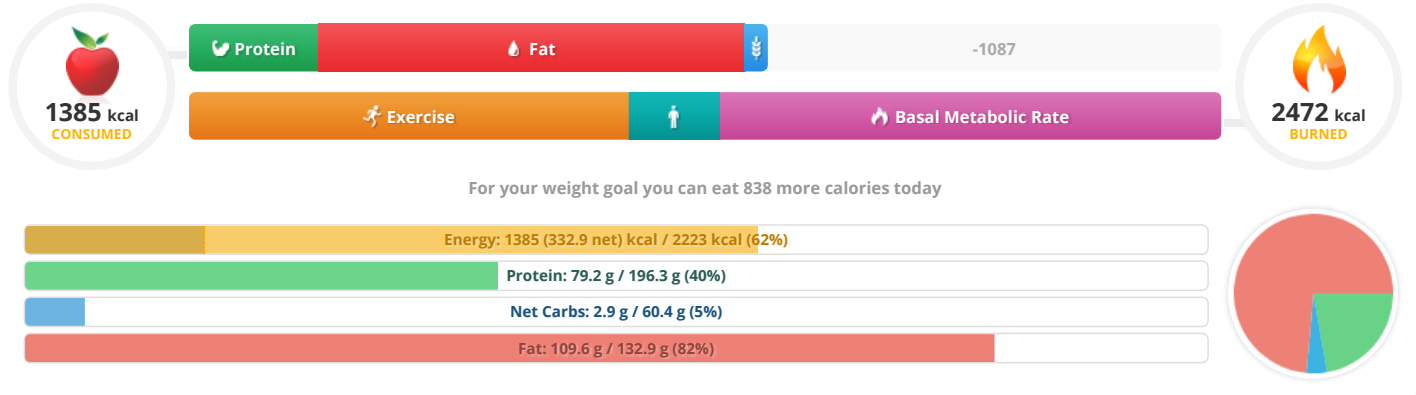 Protein
Fat
-1087
1385 kcal
CONSUMED
2472 kcal
BURNED
Exercise
Basal Metabolic Rate
For your weight goal you can eat 838 more calories today
Energy: 1385 (332.9 net) kcal / 2223 kcal (62%)
Protein: 79.2 g / 196.3 g (40%)
Net Carbs: 2.9 g / 60.4 g (5%)
Fat: 109.6 g / 132.9 g (82%)